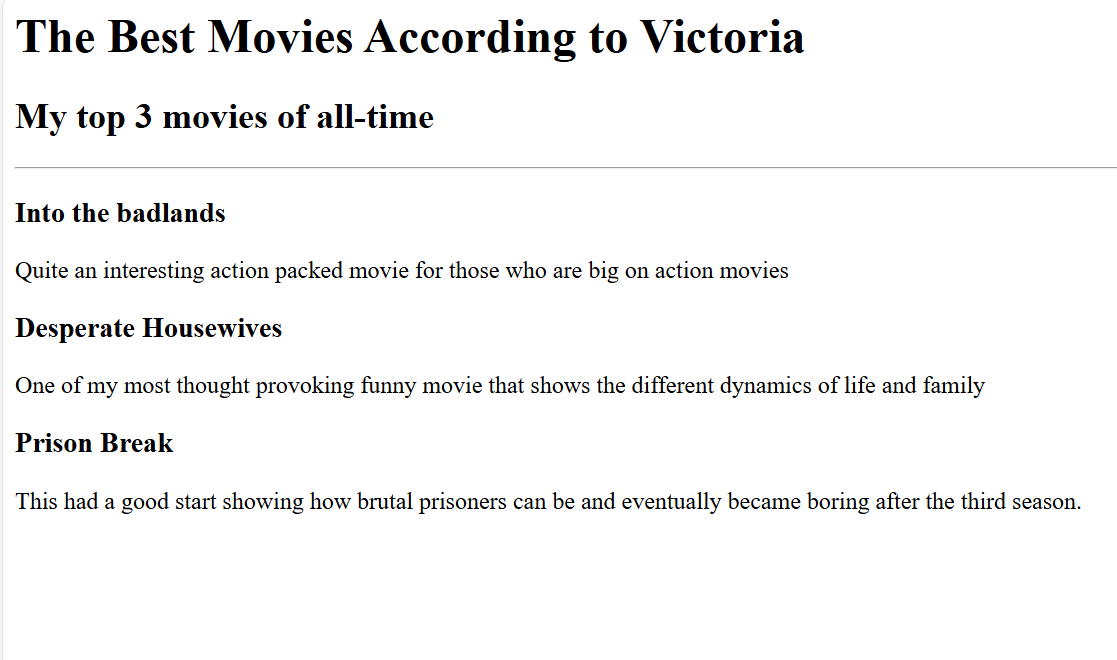 The Best Movies According to Victoria
My top 3 movies of all-time
Into the badlands
Quite an interesting action packed movie for those who are big on action movies
Desperate Housewives
One of my most thought provoking funny movie that shows the different dynamics of life and family
Prison Break
This had a good start showing how brutal prisoners can be and eventually became boring after the third season.